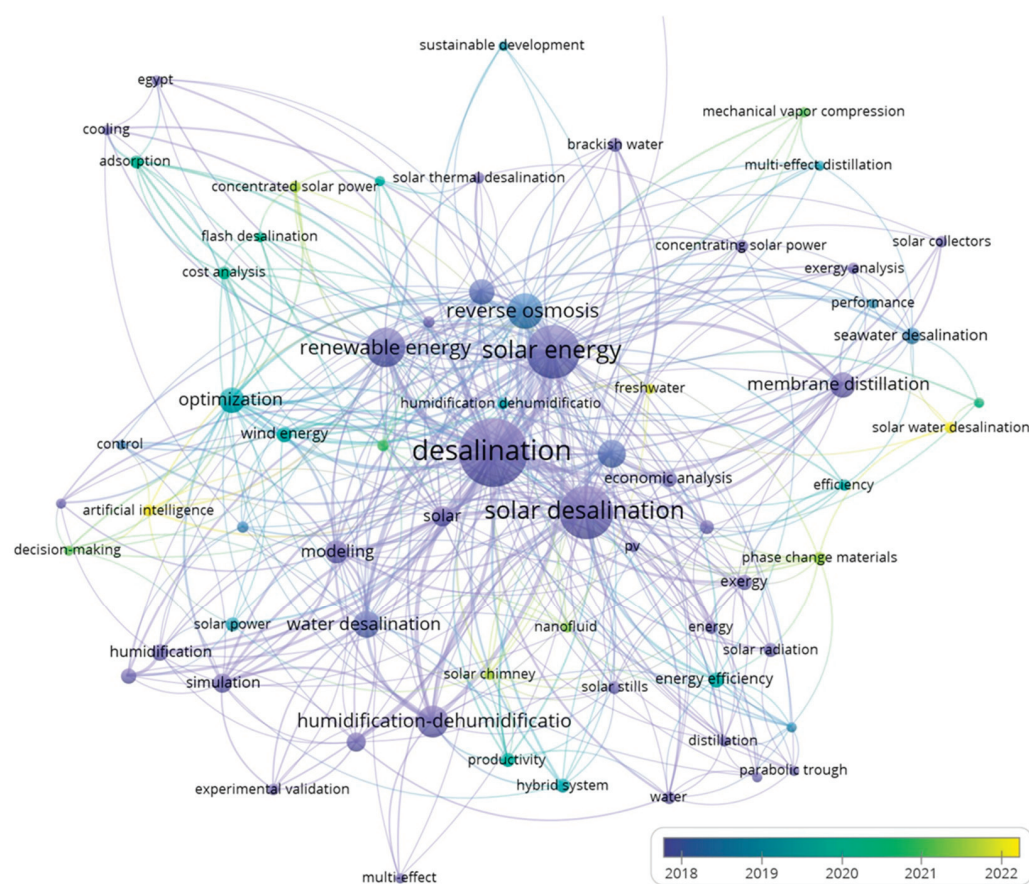 sustainable development
egypt
mechanical vapor compression
cooling
brackish water
adsorption
multi-effect distillation
solar thermal desalination
concentrated solar power
flash desalination
solar collectors
concentrating solar power
cost analysis
exergy analysis
performance
reverse osmosis
seawater desalination
renewable energy
solar energy
membrane distillation
freshwater
optimization
humidification dehumidificatio
solar water desalination
wind energy
control
desalination
economic analysis
efficiency
artificial intelligence
solar desalination
solar
decision-making
modeling
pv
phase change materials
exergy
solar power
water desalination
nanofluid
energy
humidification
solar radiation
simulation
solar chimney
solar stills
energy efficiency
humidification-dehumidificatio
distillation
productivity
parabolic trough
experimental validation
hybrid system
water
multi-effect
2018 2019 2020 2021 2022